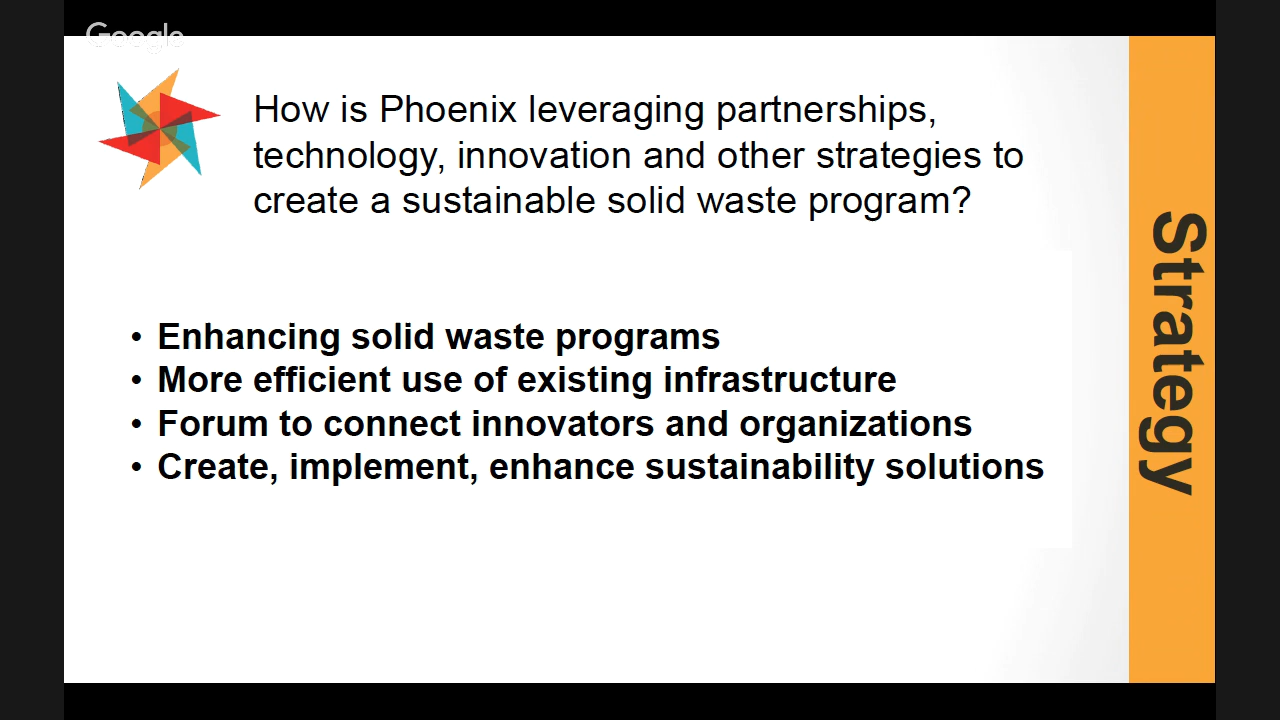 Google
How is Phoenix leveraging partnerships,
technology, innovation and other strategies to
create a sustainable solid waste program?
• Enhancing solid waste programs
• More efficient use of existing infrastructure
• Forum to connect innovators and organizations
• Create, implement, enhance sustainability solutions
Strategy